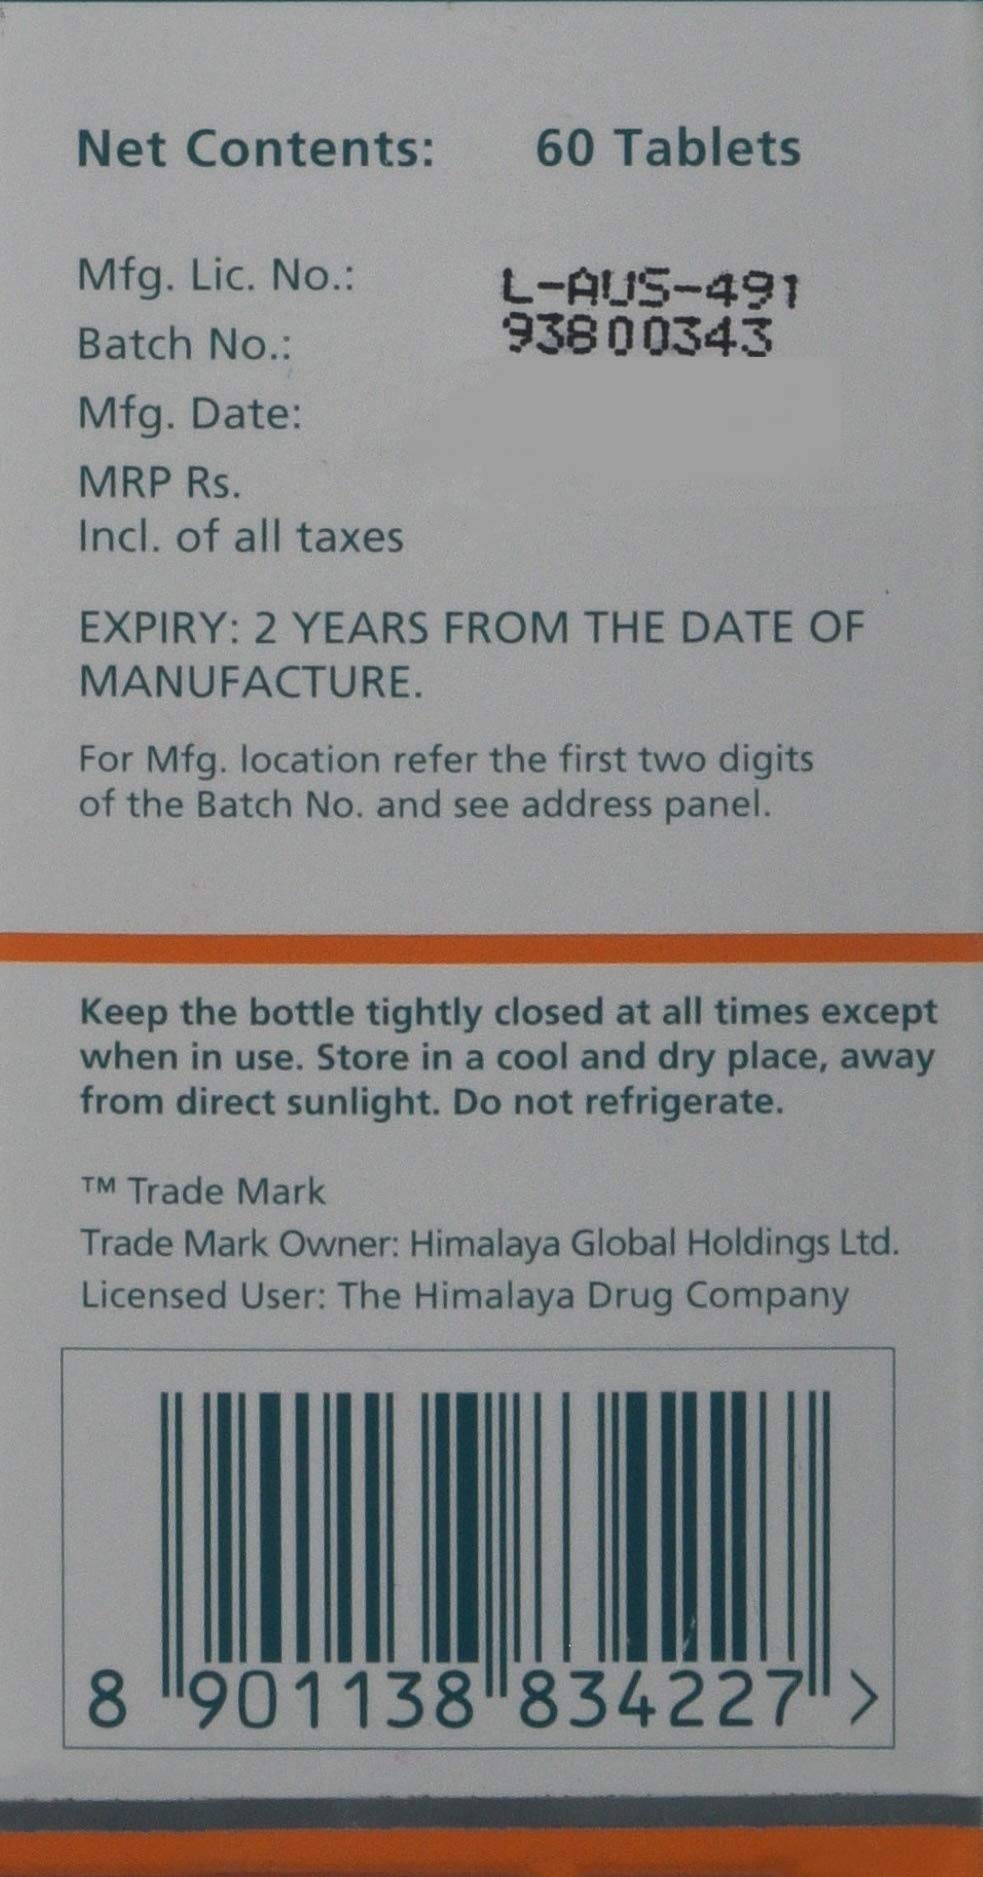 Net Contents: 60 Tablets
Mfg. Lic. No.: L-AUS-491
Batch No.: 93800343
Mfg. Date:
MRP Rs.
Incl. of all taxes
EXPIRY: 2 YEARS FROM THE DATE OF
MANUFACTURE.
For Mfg. location refer the first two digits
of the Batch No. and see address panel.
Keep the bottle tightly closed at all times except
when in use. Store in a cool and dry place, away
from direct sunlight. Do not refrigerate.
™ Trade Mark
Trade Mark Owner: Himalaya Global Holdings Ltd.
Licensed User: The Himalaya Drug Company
8 901138 834227 >